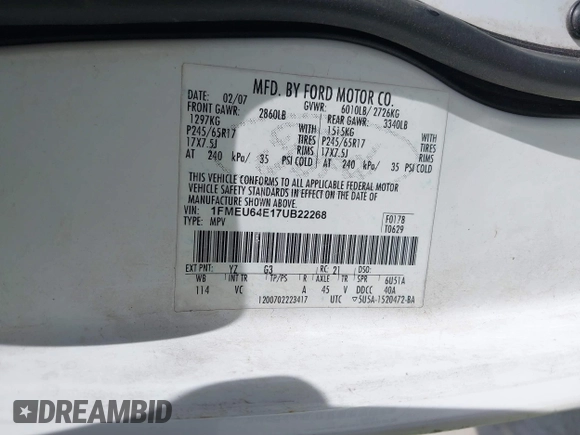 MFD. BY FORD MOTOR CO.
DATE: 02/07 GVWR: 6010LB/ 2726KG
FRONT GAWR: 2860LB REAR GAWR: 3340LB
1297KG WITH 1515KG WITH
P245/65R17 TIRES P245/65R17 TIRES
17X7.5J RIMS 17X7.5J RIMS
AT 240 kPa/ 35 PSI COLD AT 240 kPa/ 35 PSI COLD
THIS VEHICLE CONFORMS TO ALL APPLICABLE FEDERAL MOTOR
VEHICLE SAFETY STANDARDS IN EFFECT ON THE DATE OF
MANUFACTURE SHOWN ABOVE.
VIN: 1FMEU64E17UB22268 F0178
TYPE: MPV T0629
EXT PNT: YZ G3 RC: 21 DSO:
WB INT TR TP/PS R AXLE TR SPR 6U51A
114 VC A 45 V DDCC 40A
1200702223417 UTC ▽5U5A-1520472-BA
DREAMBID